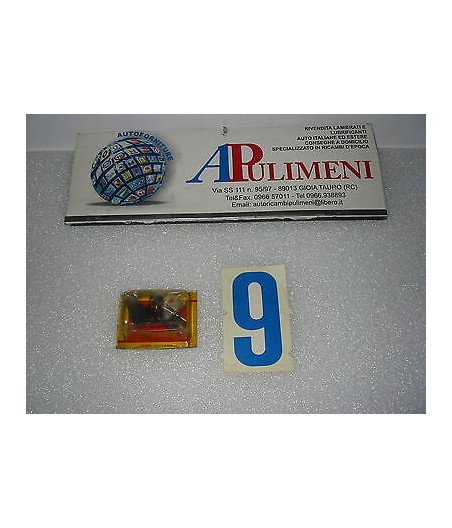 AUTOFORNITURE
APULIMENI
RIVENDITA LAMIERATI E
LUBRIFICANTI
AUTO ITALIANE ED ESTERE
CONSEGNE A DOMICILIO
SPECIALIZZATO IN RICAMBI D'EPOCA
Via SS 111 n. 95/97 - 89013 GIOIA TAURO (RC)
Tel&Fax. 0966 57011 - Tel 0966.938893
Email: autoricambipulimeni@libero.it
9